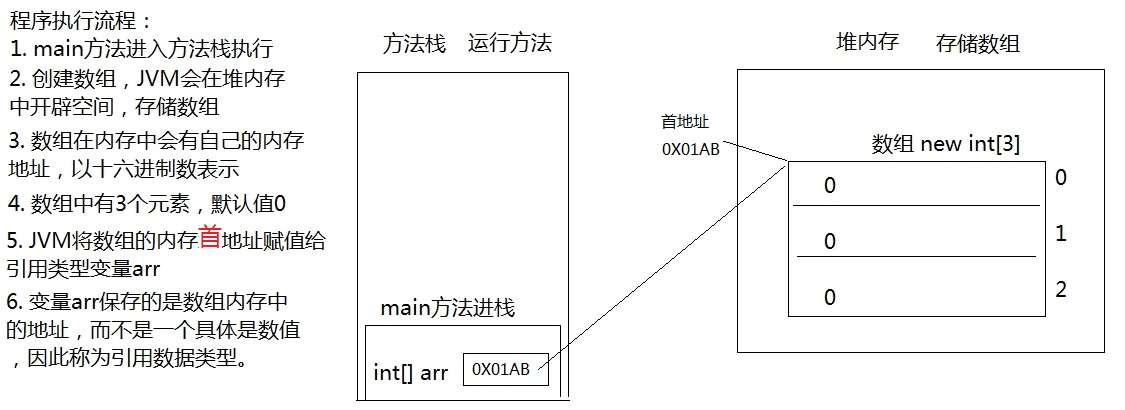 程序执行流程：
1. main方法进入方法栈执行
2. 创建数组，JVM会在堆内存
中开辟空间，存储数组
3. 数组在内存中会有自己的内存
地址，以十六进制数表示
4. 数组中有3个元素，默认值0
5. JVM将数组的内存首地址赋值给
引用类型变量arr
6. 变量arr保存的是数组内存中
的地址，而不是一个具体是数值
，因此称为引用数据类型。
方法栈 运行方法
main方法进栈
int[] arr 0X01AB
堆内存 存储数组
首地址
0X01AB
数组 new int[3]
0 0
0 1
0 2